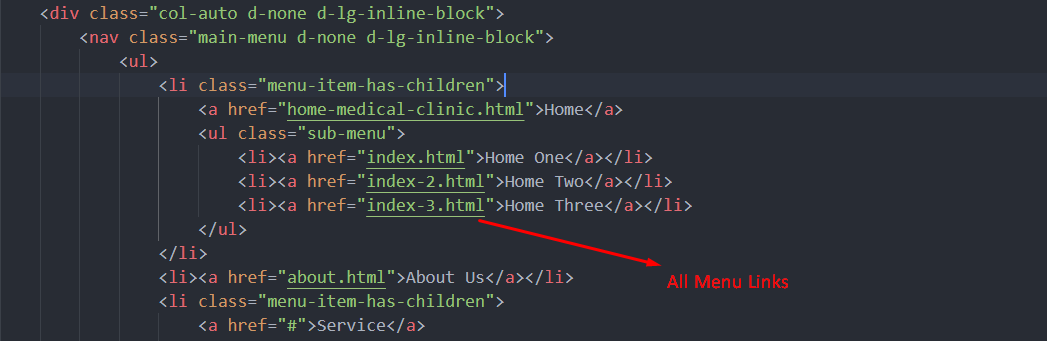 <div class="col-auto d-none d-lg-inline-block">
<nav class="main-menu d-none d-lg-inline-block">
<ul>
<li class="menu-item-has-children">
<a href="home-medical-clinic.html">Home</a>
<ul class="sub-menu">
<li><a href="index.html">Home One</a></li>
<li><a href="index-2.html">Home Two</a></li>
<li><a href="index-3.html">Home Three</a></li>
</ul>
</li>
All Menu Links
<li><a href="about.html">About Us</a></li>
<li class="menu-item-has-children">
<a href="#">Service</a>